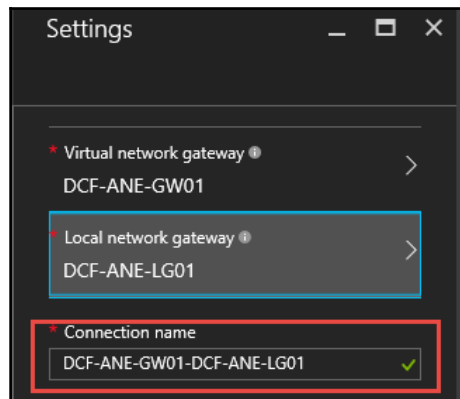 Settings
* Virtual network gateway
DCF-ANE-GW01
* Local network gateway
DCF-ANE-LG01
* Connection name
DCF-ANE-GW01-DCF-ANE-LG01